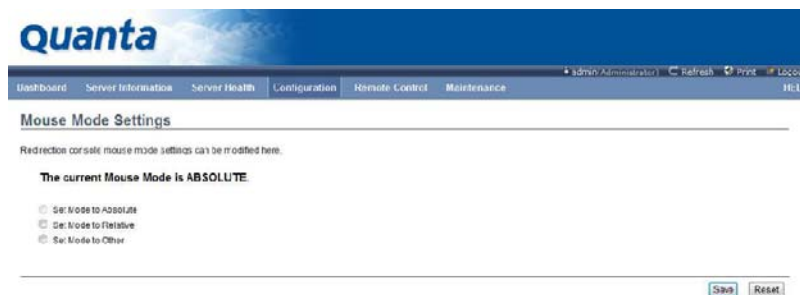 Quanta
admin(Administrator) Refresh Print Logou
Dashboard Server Information Server Health Configuration Remote Control Maintenance HEL
Mouse Mode Settings
Redirection console mouse mode settings can be modified here.
The current Mouse Mode is ABSOLUTE.
Set Mode to Absolute
Set Mode to Relative
Set Mode to Other
Save Reset